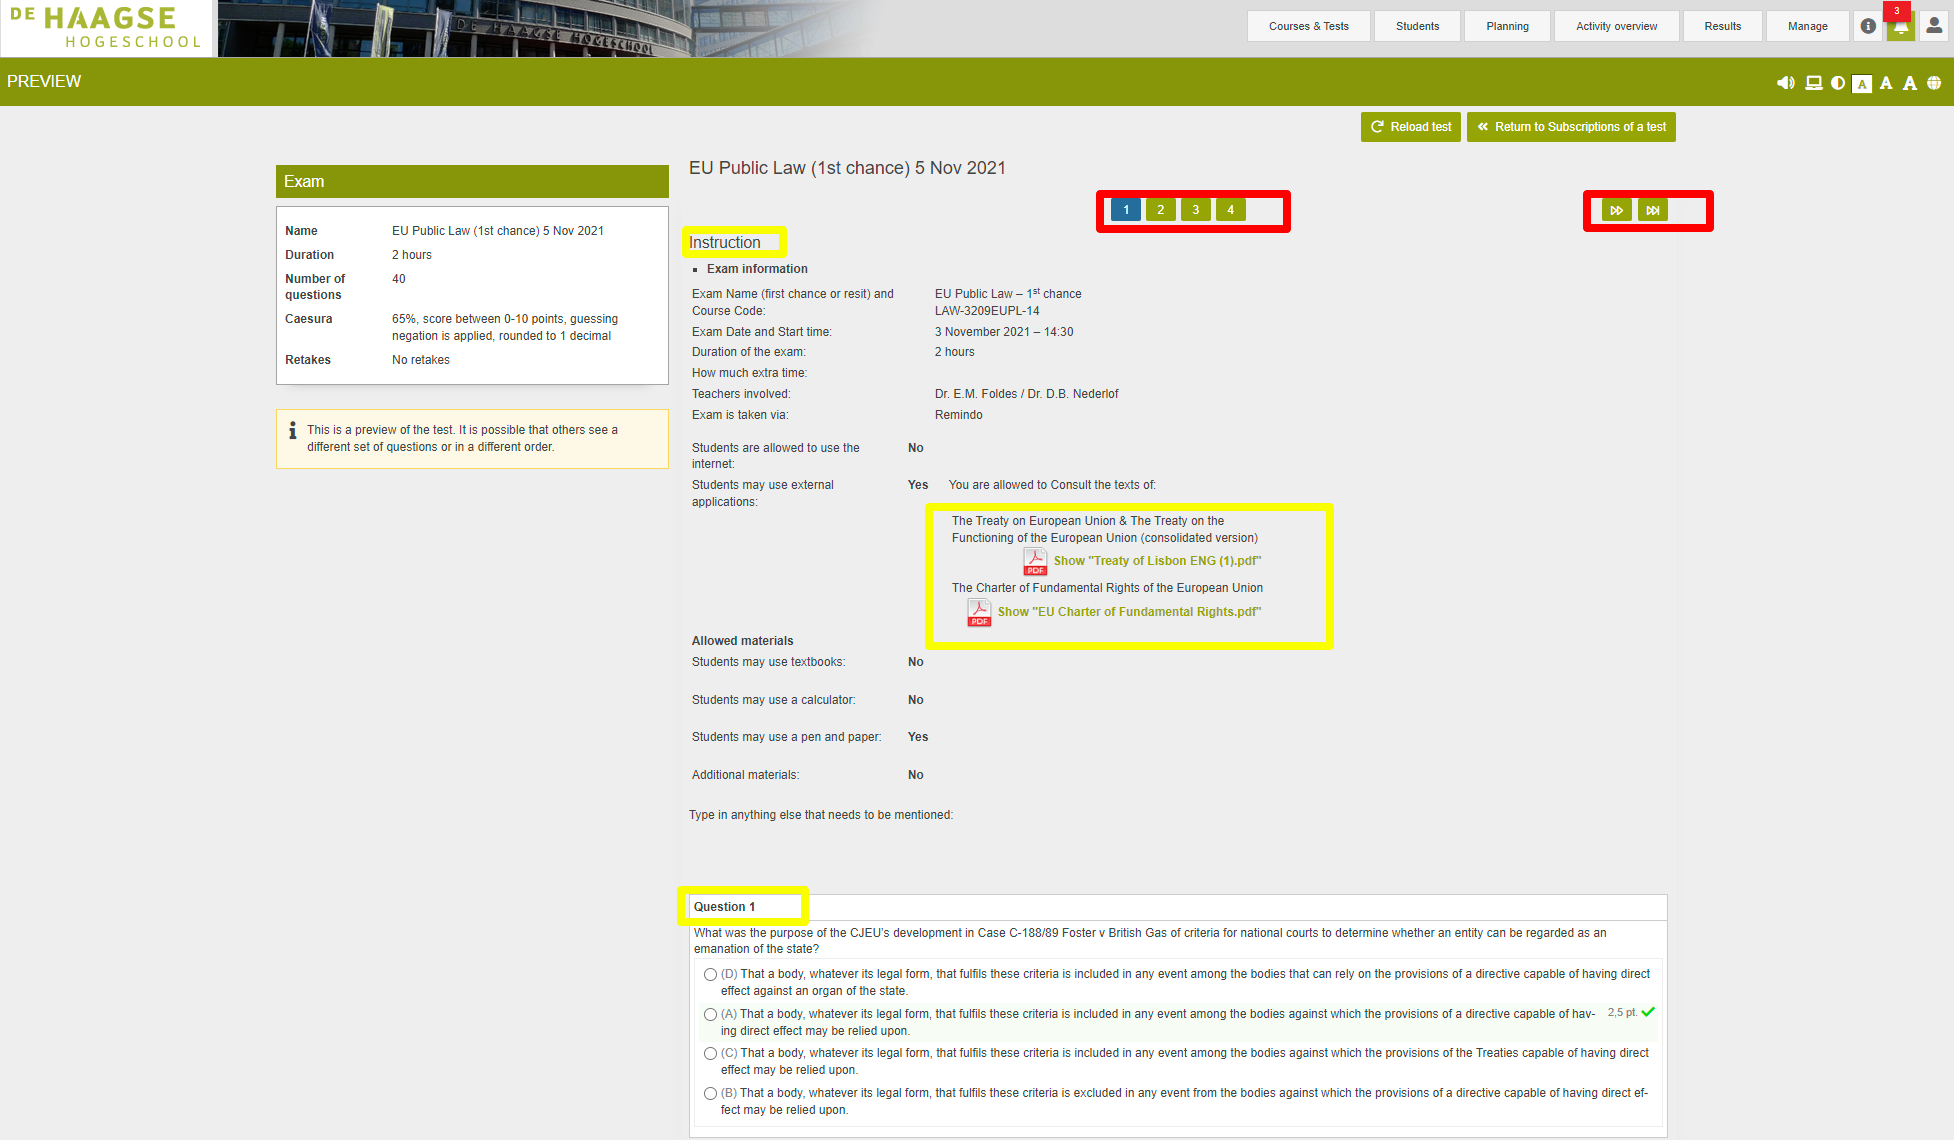 DE HAAGSE
HOGESCHOOL
DE HAAGSE HOGESCHOOL
Courses & Tests
Students
Planning
Activity overview
Results
Manage
3
PREVIEW
A
A
A
Reload test
Return to Subscriptions of a test
Exam
Name EU Public Law (1st chance) 5 Nov 2021
Duration 2 hours
Number of 40
questions
Caesura 65%, score between 0-10 points, guessing
negation is applied, rounded to 1 decimal
Retakes No retakes
This is a preview of the test. It is possible that others see a
different set of questions or in a different order.
EU Public Law (1st chance) 5 Nov 2021
1 2 3 4
Instruction
Exam information
Exam Name (first chance or resit) and EU Public Law – 1st chance
Course Code: LAW-3209EUPL-14
Exam Date and Start time: 3 November 2021 – 14:30
Duration of the exam: 2 hours
How much extra time:
Teachers involved: Dr. E.M. Foldes / Dr. D.B. Nederlof
Exam is taken via: Remindo
Students are allowed to use the No
internet:
Students may use external Yes You are allowed to Consult the texts of:
applications:
The Treaty on European Union & The Treaty on the
Functioning of the European Union (consolidated version)
PDF Show "Treaty of Lisbon ENG (1).pdf"
The Charter of Fundamental Rights of the European Union
PDF Show "EU Charter of Fundamental Rights.pdf"
Allowed materials
Students may use textbooks: No
Students may use a calculator: No
Students may use a pen and paper: Yes
Additional materials: No
Type in anything else that needs to be mentioned:
Question 1
What was the purpose of the CJEU's development in Case C-188/89 Foster v British Gas of criteria for national courts to determine whether an entity can be regarded as an
emanation of the state?
(D) That a body, whatever its legal form, that fulfils these criteria is included in any event among the bodies that can rely on the provisions of a directive capable of having direct
effect against an organ of the state.
(A) That a body, whatever its legal form, that fulfils these criteria is included in any event among the bodies against which the provisions of a directive capable of hav- 2,5 pt.
ing direct effect may be relied upon.
(C) That a body, whatever its legal form, that fulfils these criteria is included in any event among the bodies against which the provisions of the Treaties capable of having direct
effect may be relied upon.
(B) That a body, whatever its legal form, that fulfils these criteria is excluded in any event from the bodies against which the provisions of a directive capable of having direct ef-
fect may be relied upon.